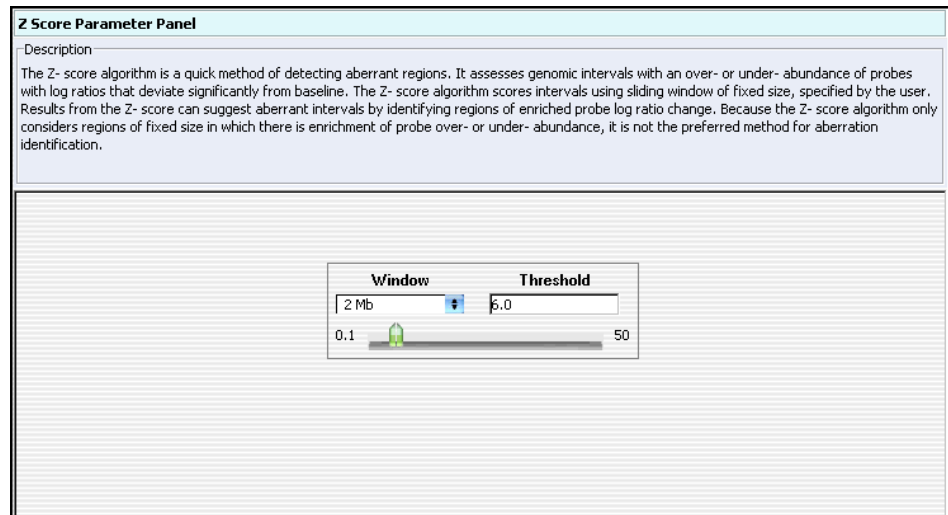 Z Score Parameter Panel
Description
The Z- score algorithm is a quick method of detecting aberrant regions. It assesses genomic intervals with an over- or under- abundance of probes
with log ratios that deviate significantly from baseline. The Z- score algorithm scores intervals using sliding window of fixed size, specified by the user.
Results from the Z- score can suggest aberrant intervals by identifying regions of enriched probe log ratio change. Because the Z- score algorithm only
considers regions of fixed size in which there is enrichment of probe over- or under- abundance, it is not the preferred method for aberration
identification.
Window Threshold
2 Mb 6.0
0.1 50